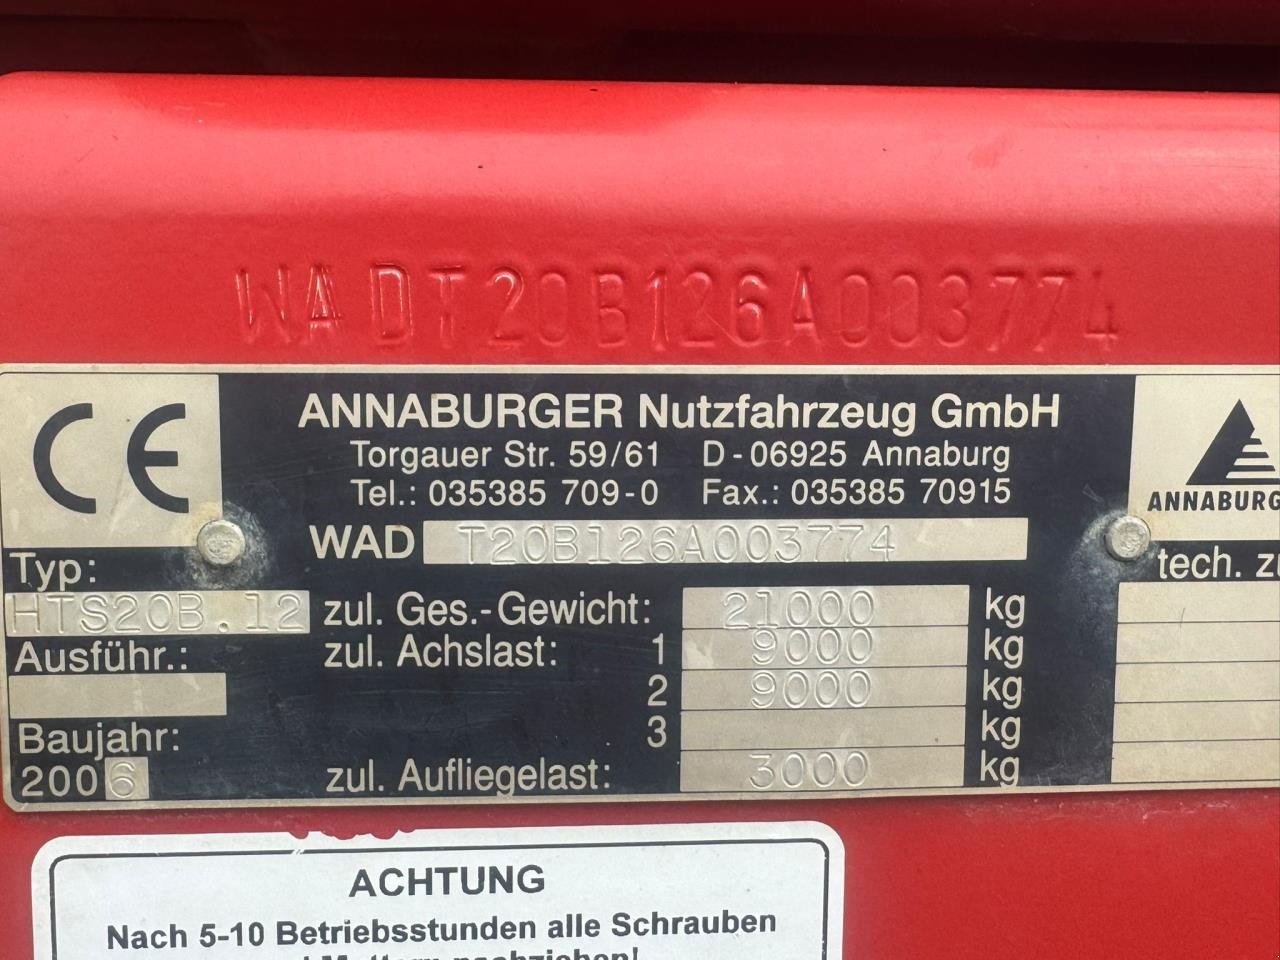 WADT20B126A003774
CE
ANNABURGER Nutzfahrzeug GmbH
Torgauer Str. 59/61 D-06925 Annaburg
Tel.: 035385 709-0 Fax.: 035385 70915
ANNABURG
WAD T20B126A003774
Typ:
tech. zu
HTS20B.12 zul. Ges.-Gewicht: 21000 kg
Ausführ.: zul. Achslast: 1 9000 kg
2 9000 kg
Baujahr: 3 kg
2006 zul. Aufliegelast: 3000 kg
ACHTUNG
Nach 5-10 Betriebsstunden alle Schrauben
nachziehen!